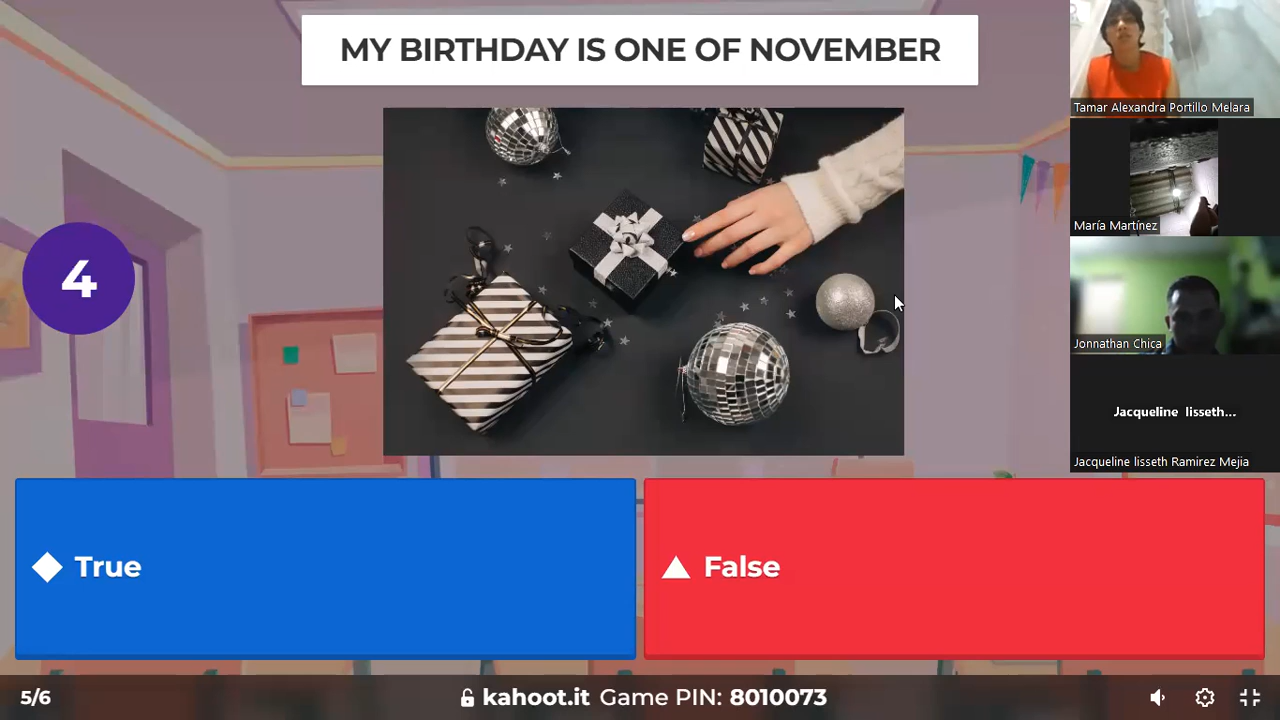 MY BIRTHDAY IS ONE OF NOVEMBER
4
Tamar Alexandra Portillo Melara
María Martínez
Jonnathan Chica
Jacqueline lisseth...
Jacqueline lisseth Ramirez Mejia
True
False
5/6
kahoot.it Game PIN: 8010073